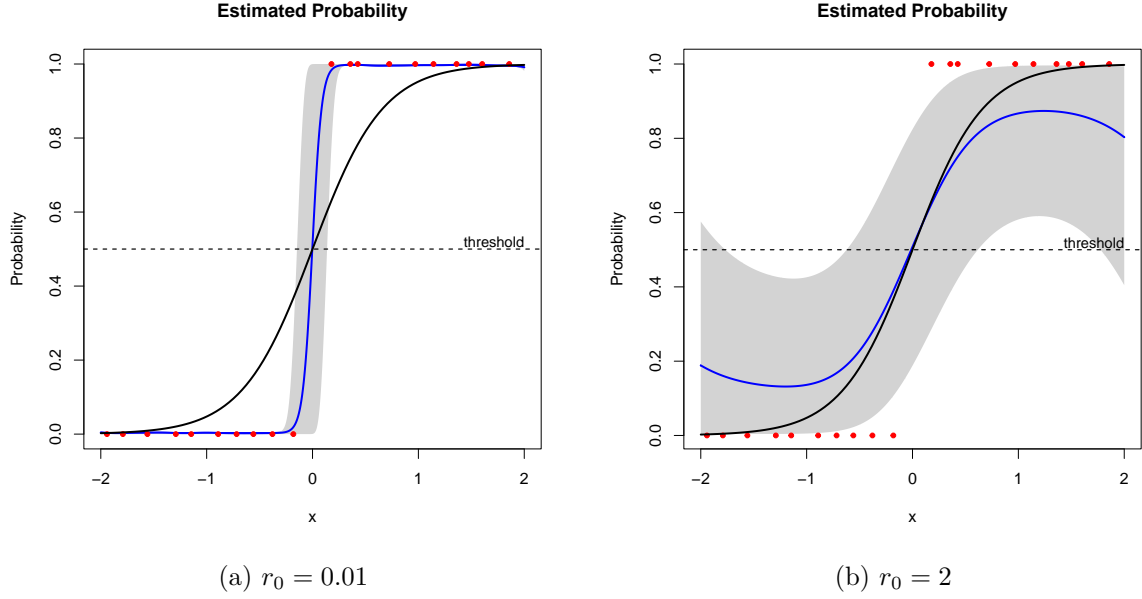 Estimated Probability
Probability
1.0
0.8
0.6
0.4
0.2
0.0
threshold
−2 −1 0 1 2
x
(a) r₀ = 0.01
Estimated Probability
Probability
1.0
0.8
0.6
0.4
0.2
0.0
threshold
−2 −1 0 1 2
x
(b) r₀ = 2